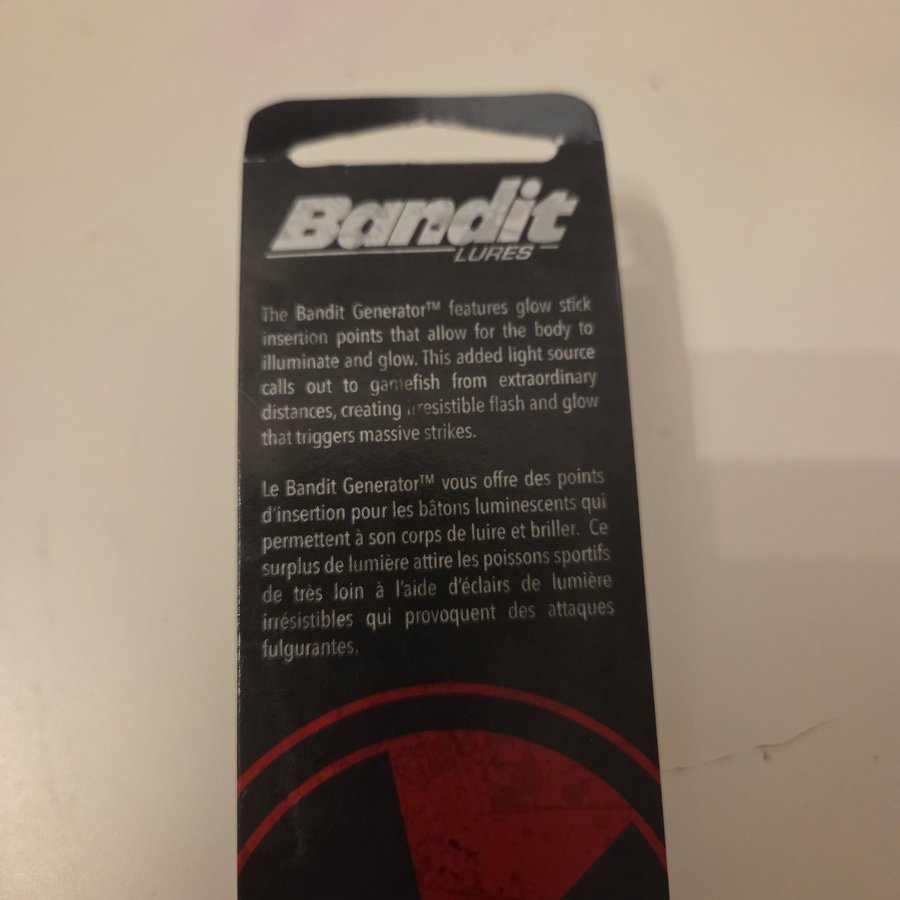 Bandit
LURES
The Bandit Generator™ features glow stick
insertion points that allow for the body to
illuminate and glow. This added light source
calls out to gamefish from extraordinary
distances, creating irresistible flash and glow
that triggers massive strikes.
Le Bandit Generator™ vous offre des points
d'insertion pour les bâtons luminescents qui
permettent à son corps de luire et briller. Ce
surplus de lumière attire les poissons sportifs
de très loin à l'aide d'éclairs de lumière
irrésistibles qui provoquent des attaques
fulgurantes.